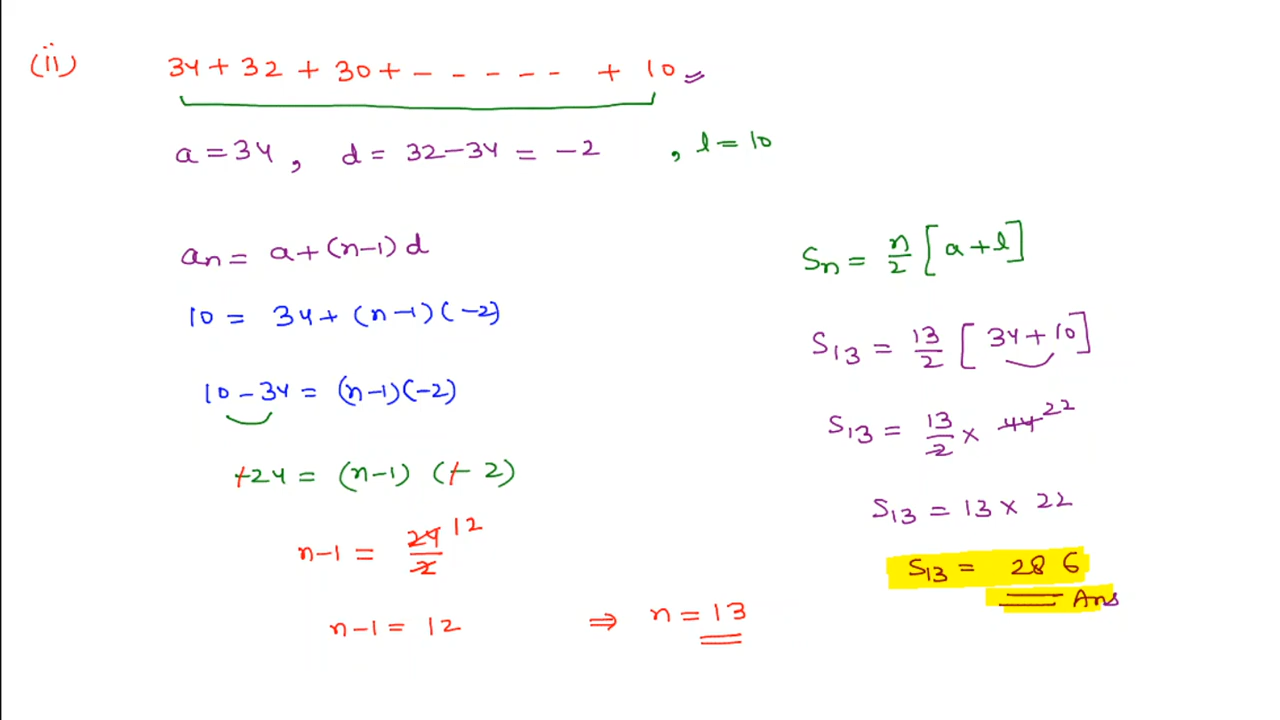 (ii) 34 + 32 + 30 + - - - - - - + 10
a = 34 , d = 32-34 = -2 , l = 10
an = a+(n-1)d
10 = 34+(n-1)(-2)
10-34 = (n-1)(-2)
+24 = (n-1) (+ 2)
n-1 = 24/2 12
n-1 = 12 ⇒ n = 13
Sn = n/2 [a+l]
S13 = 13/2 [34+10]
S13 = 13/2 × 44 22
S13 = 13 × 22
S13 = 286
Ans